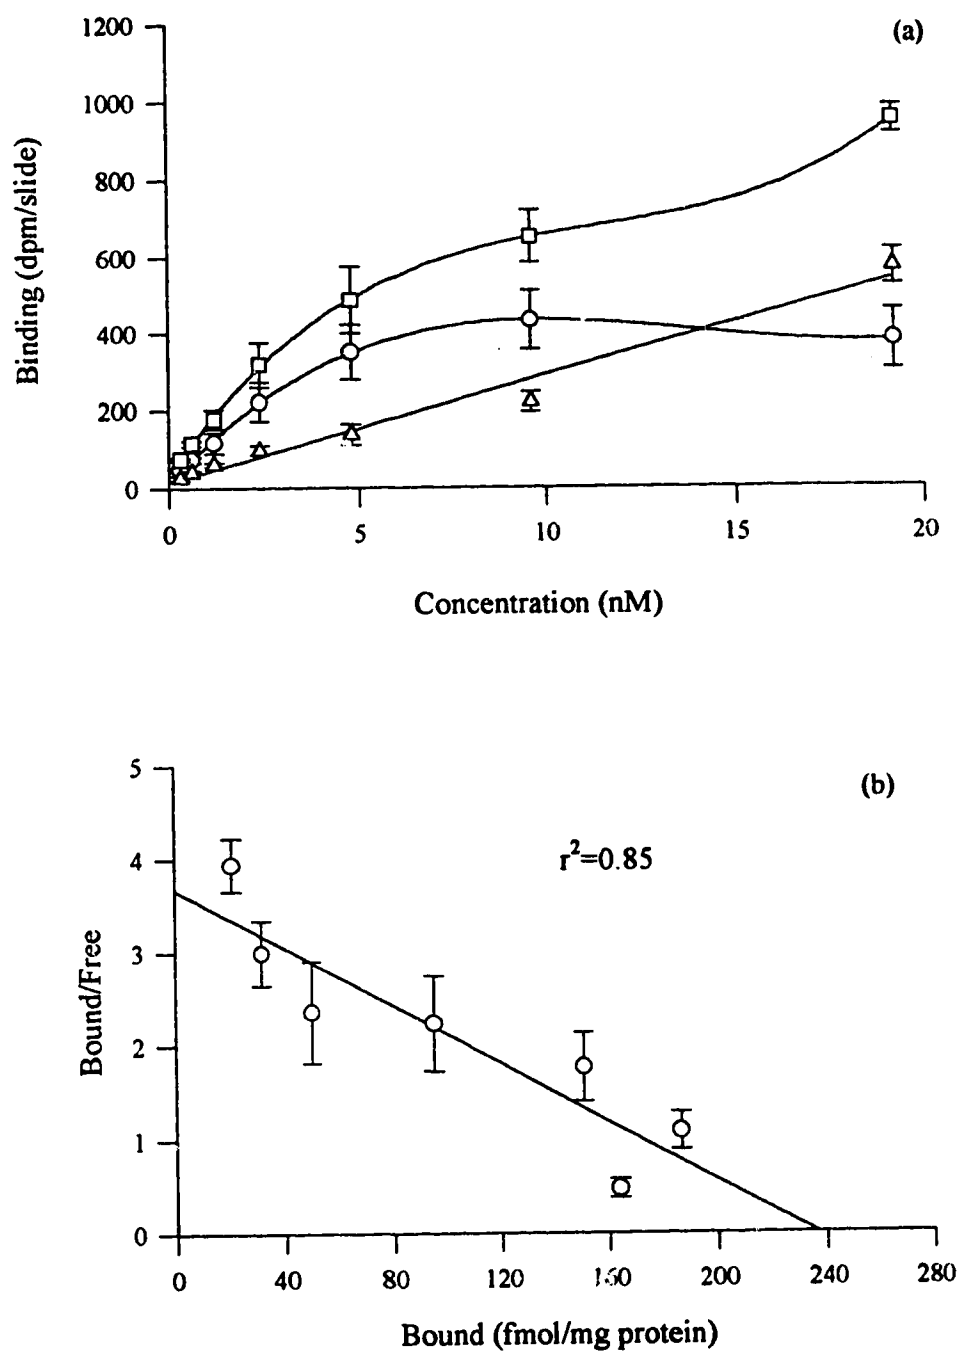 (a)
1200
1000
800
600
400
200
0
Binding (dpm/slide)
0 5 10 15 20
Concentration (nM)
(b)
r²=0.85
5
4
3
2
1
0
Bound/Free
0 40 80 120 160 200 240 280
Bound (fmol/mg protein)